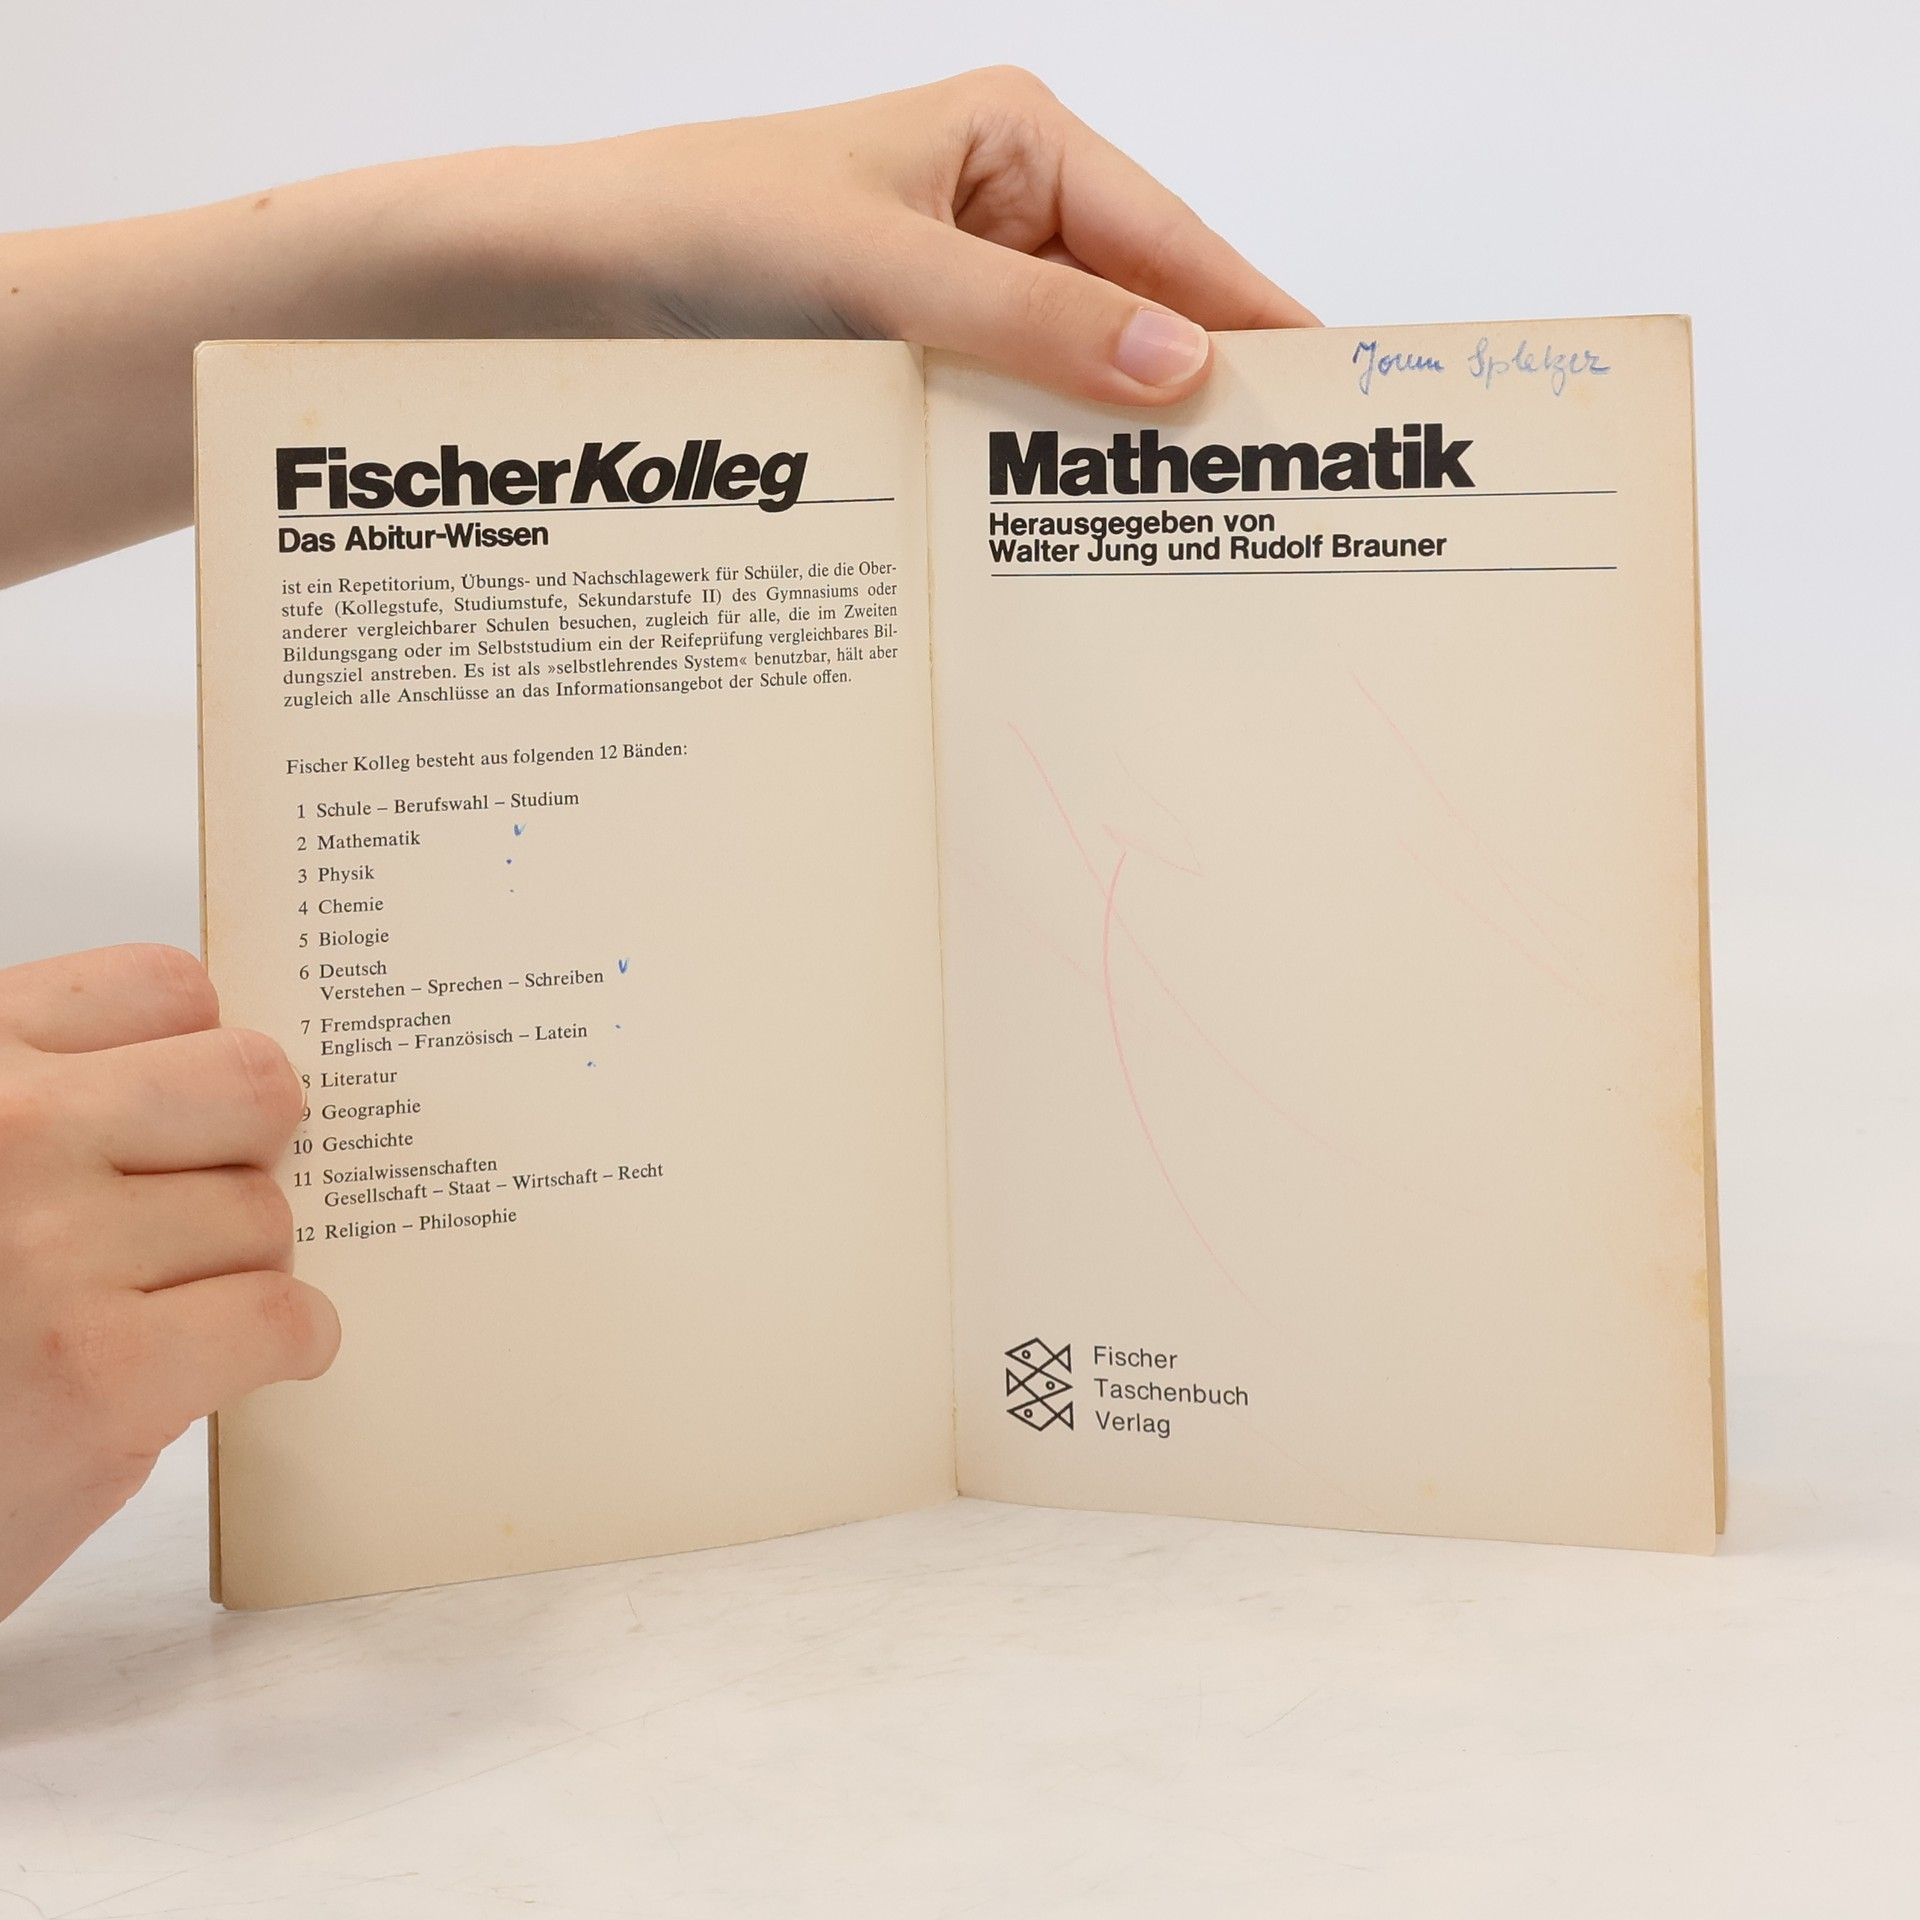 FischerKolleg
Das Abitur-Wissen
ist ein Repetitorium, Übungs- und Nachschlagewerk für Schüler, die die Ober-
stufe (Kollegstufe, Studiumstufe, Sekundarstufe II) des Gymnasiums oder
anderer vergleichbarer Schulen besuchen, zugleich für alle, die im Zweiten
Bildungsgang oder im Selbststudium ein der Reifeprüfung vergleichbares Bil-
dungsziel anstreben. Es ist als »selbstlehrendes System« benutzbar, hält aber
zugleich alle Anschlüsse an das Informationsangebot der Schule offen.
Fischer Kolleg besteht aus folgenden 12 Bänden:
1 Schule – Berufswahl – Studium
2 Mathematik
3 Physik
4 Chemie
5 Biologie
6 Deutsch
Verstehen – Sprechen – Schreiben
7 Fremdsprachen
Englisch – Französisch – Latein
8 Literatur
9 Geographie
10 Geschichte
11 Sozialwissenschaften
Gesellschaft – Staat – Wirtschaft – Recht
12 Religion – Philosophie
Mathematik
Herausgegeben von
Walter Jung und Rudolf Brauner
Fischer
Taschenbuch
Verlag